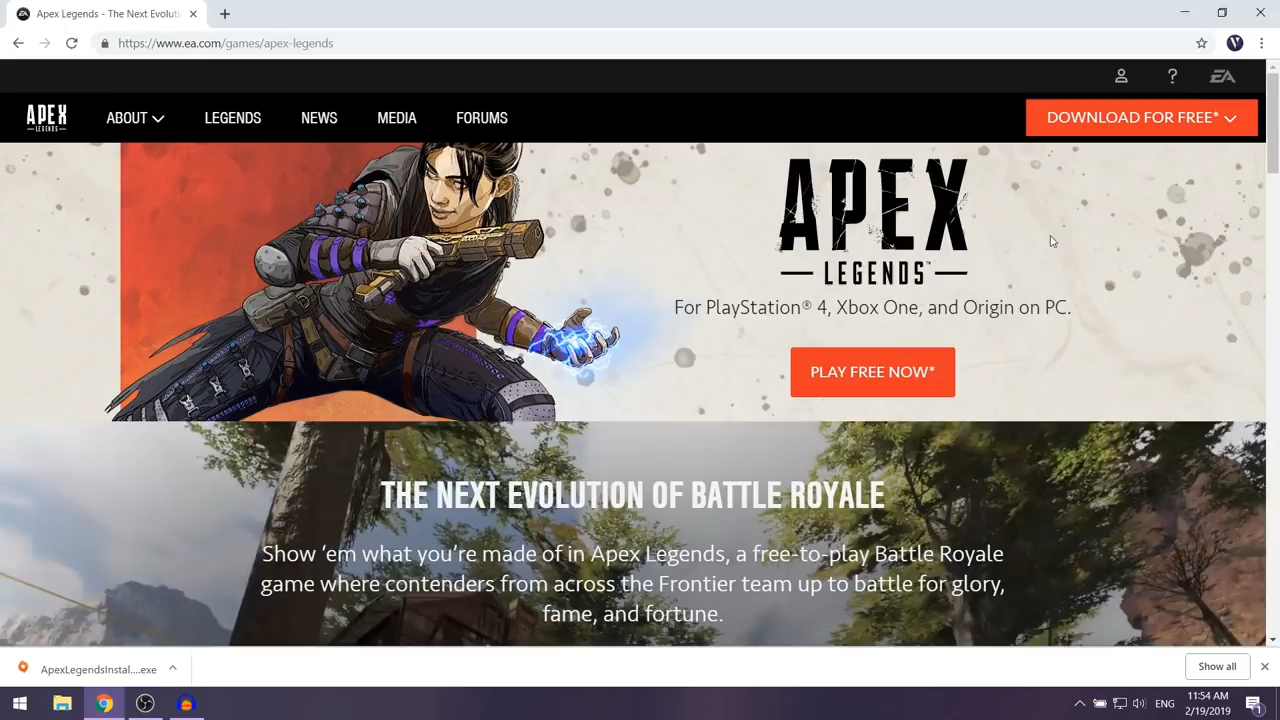 Apex Legends - The Next Evoluti
https://www.ea.com/games/apex-legends
EA
APEX
LEGENDS
ABOUT
LEGENDS
NEWS
MEDIA
FORUMS
DOWNLOAD FOR FREE*
APEX
LEGENDS™
For PlayStation® 4, Xbox One, and Origin on PC.
PLAY FREE NOW*
THE NEXT EVOLUTION OF BATTLE ROYALE
Show ‘em what you’re made of in Apex Legends, a free-to-play Battle Royale
game where contenders from across the Frontier team up to battle for glory,
fame, and fortune.
ApexLegendsInstal....exe
Show all
ENG
11:54 AM
2/19/2019
1